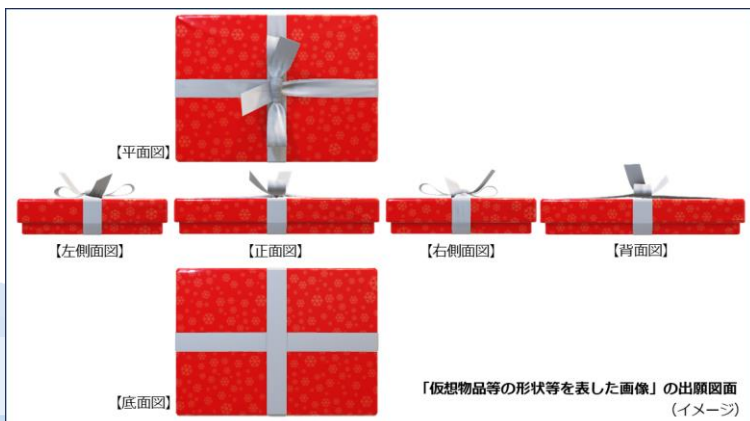 【平面図】
【左側面図】
【正面図】
【右側面図】
【背面図】
【底面図】
「仮想物品等の形状等を表した画像」の出願図面
(イメージ)